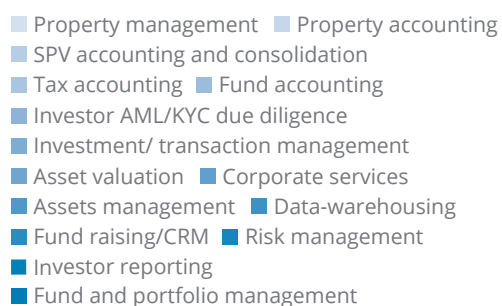 Property management Property accounting
SPV accounting and consolidation
Tax accounting Fund accounting
Investor AML/KYC due diligence
Investment/ transaction management
Asset valuation Corporate services
Assets management Data-warehousing
Fund raising/CRM Risk management
Investor reporting
Fund and portfolio management